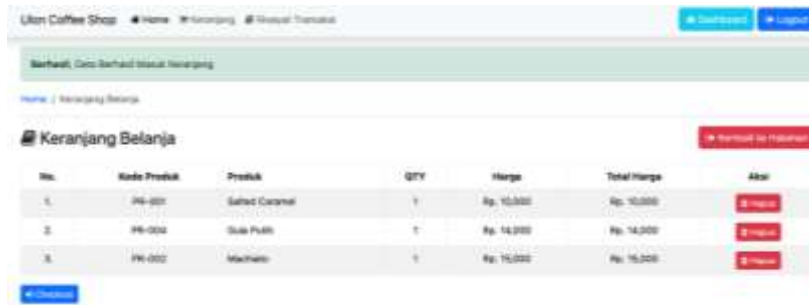 Ulon Coffee Shop Home Keranjang Riwayat Transaksi Dashboard Logout
Berhasil, Data Berhasil Masuk Keranjang
Home / Keranjang Belanja
Keranjang Belanja Kembali ke Halaman
No. Kode Produk Produk QTY Harga Total Harga Aksi
1. PR-001 Salted Caramel 1 Rp. 10,000 Rp. 10,000 Hapus
2. PR-004 Gula Putih 1 Rp. 14,000 Rp. 14,000 Hapus
3. PR-002 Machiato 1 Rp. 15,000 Rp. 15,000 Hapus
Checkout